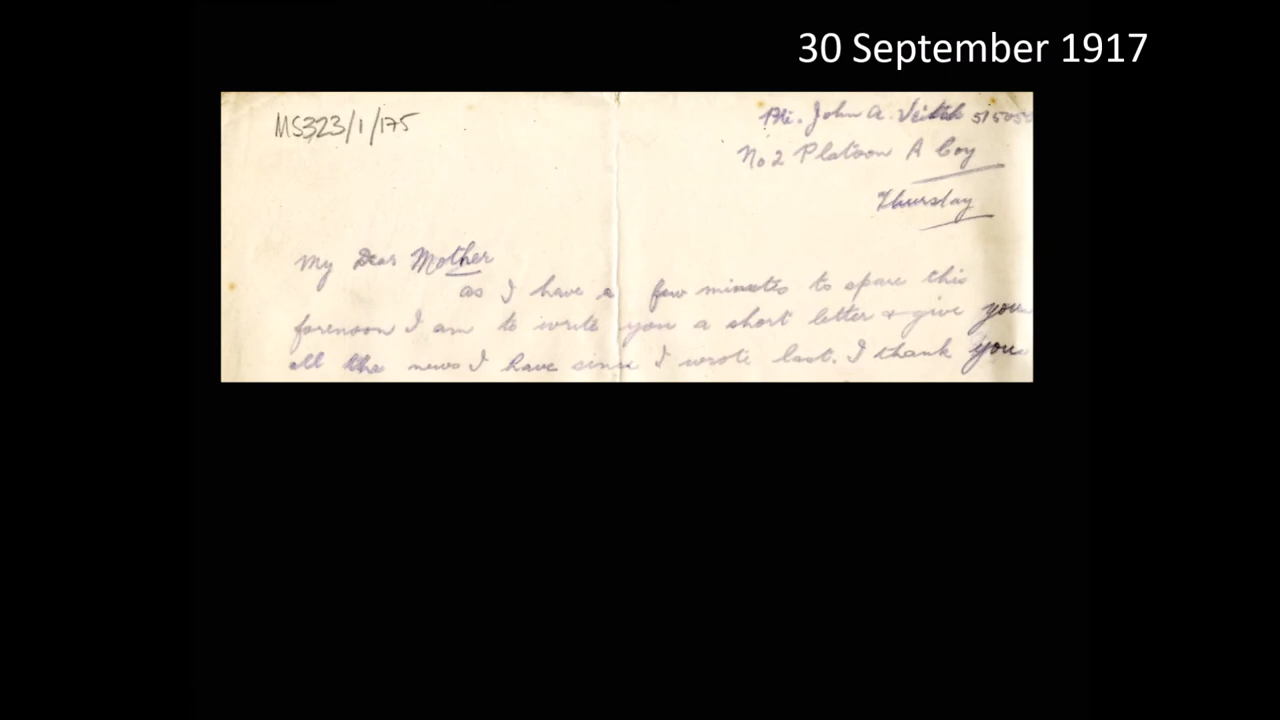 30 September 1917
MS323/1/175
Pte. John A. Veitch
No 2 Platoon A Coy
Thursday
My Dear Mother
as I have a few minutes to spare this
forenoon I am to write you a short letter & give you
all the news I have since I wrote last. I thank you